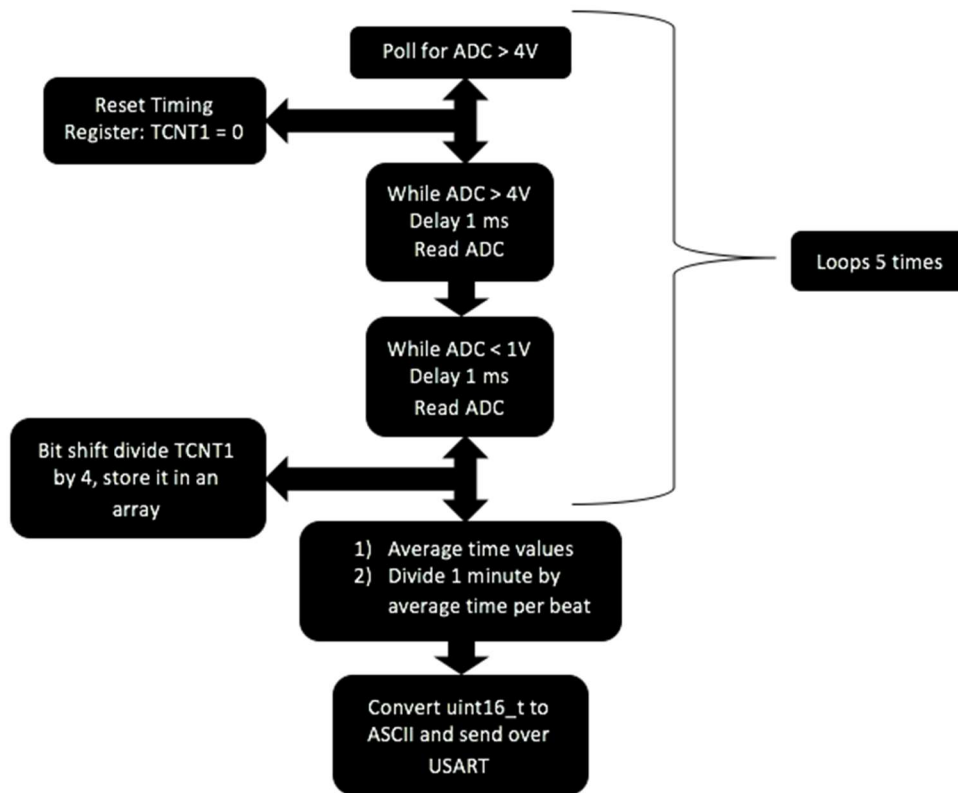 Poll for ADC > 4V
Reset Timing
Register: TCNT1 = 0
While ADC > 4V
Delay 1 ms
Read ADC
Loops 5 times
While ADC < 1V
Delay 1 ms
Read ADC
Bit shift divide TCNT1
by 4, store it in an
array
1) Average time values
2) Divide 1 minute by
average time per beat
Convert uint16_t to
ASCII and send over
USART